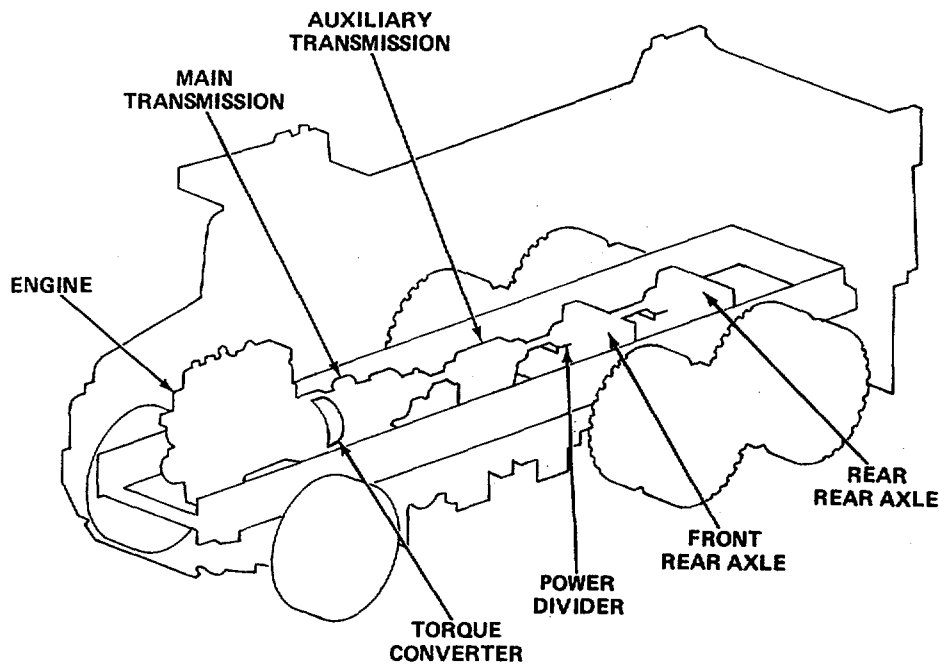 AUXILIARY
TRANSMISSION
MAIN
TRANSMISSION
ENGINE
REAR
REAR AXLE
FRONT
REAR AXLE
POWER
DIVIDER
TORQUE
CONVERTER